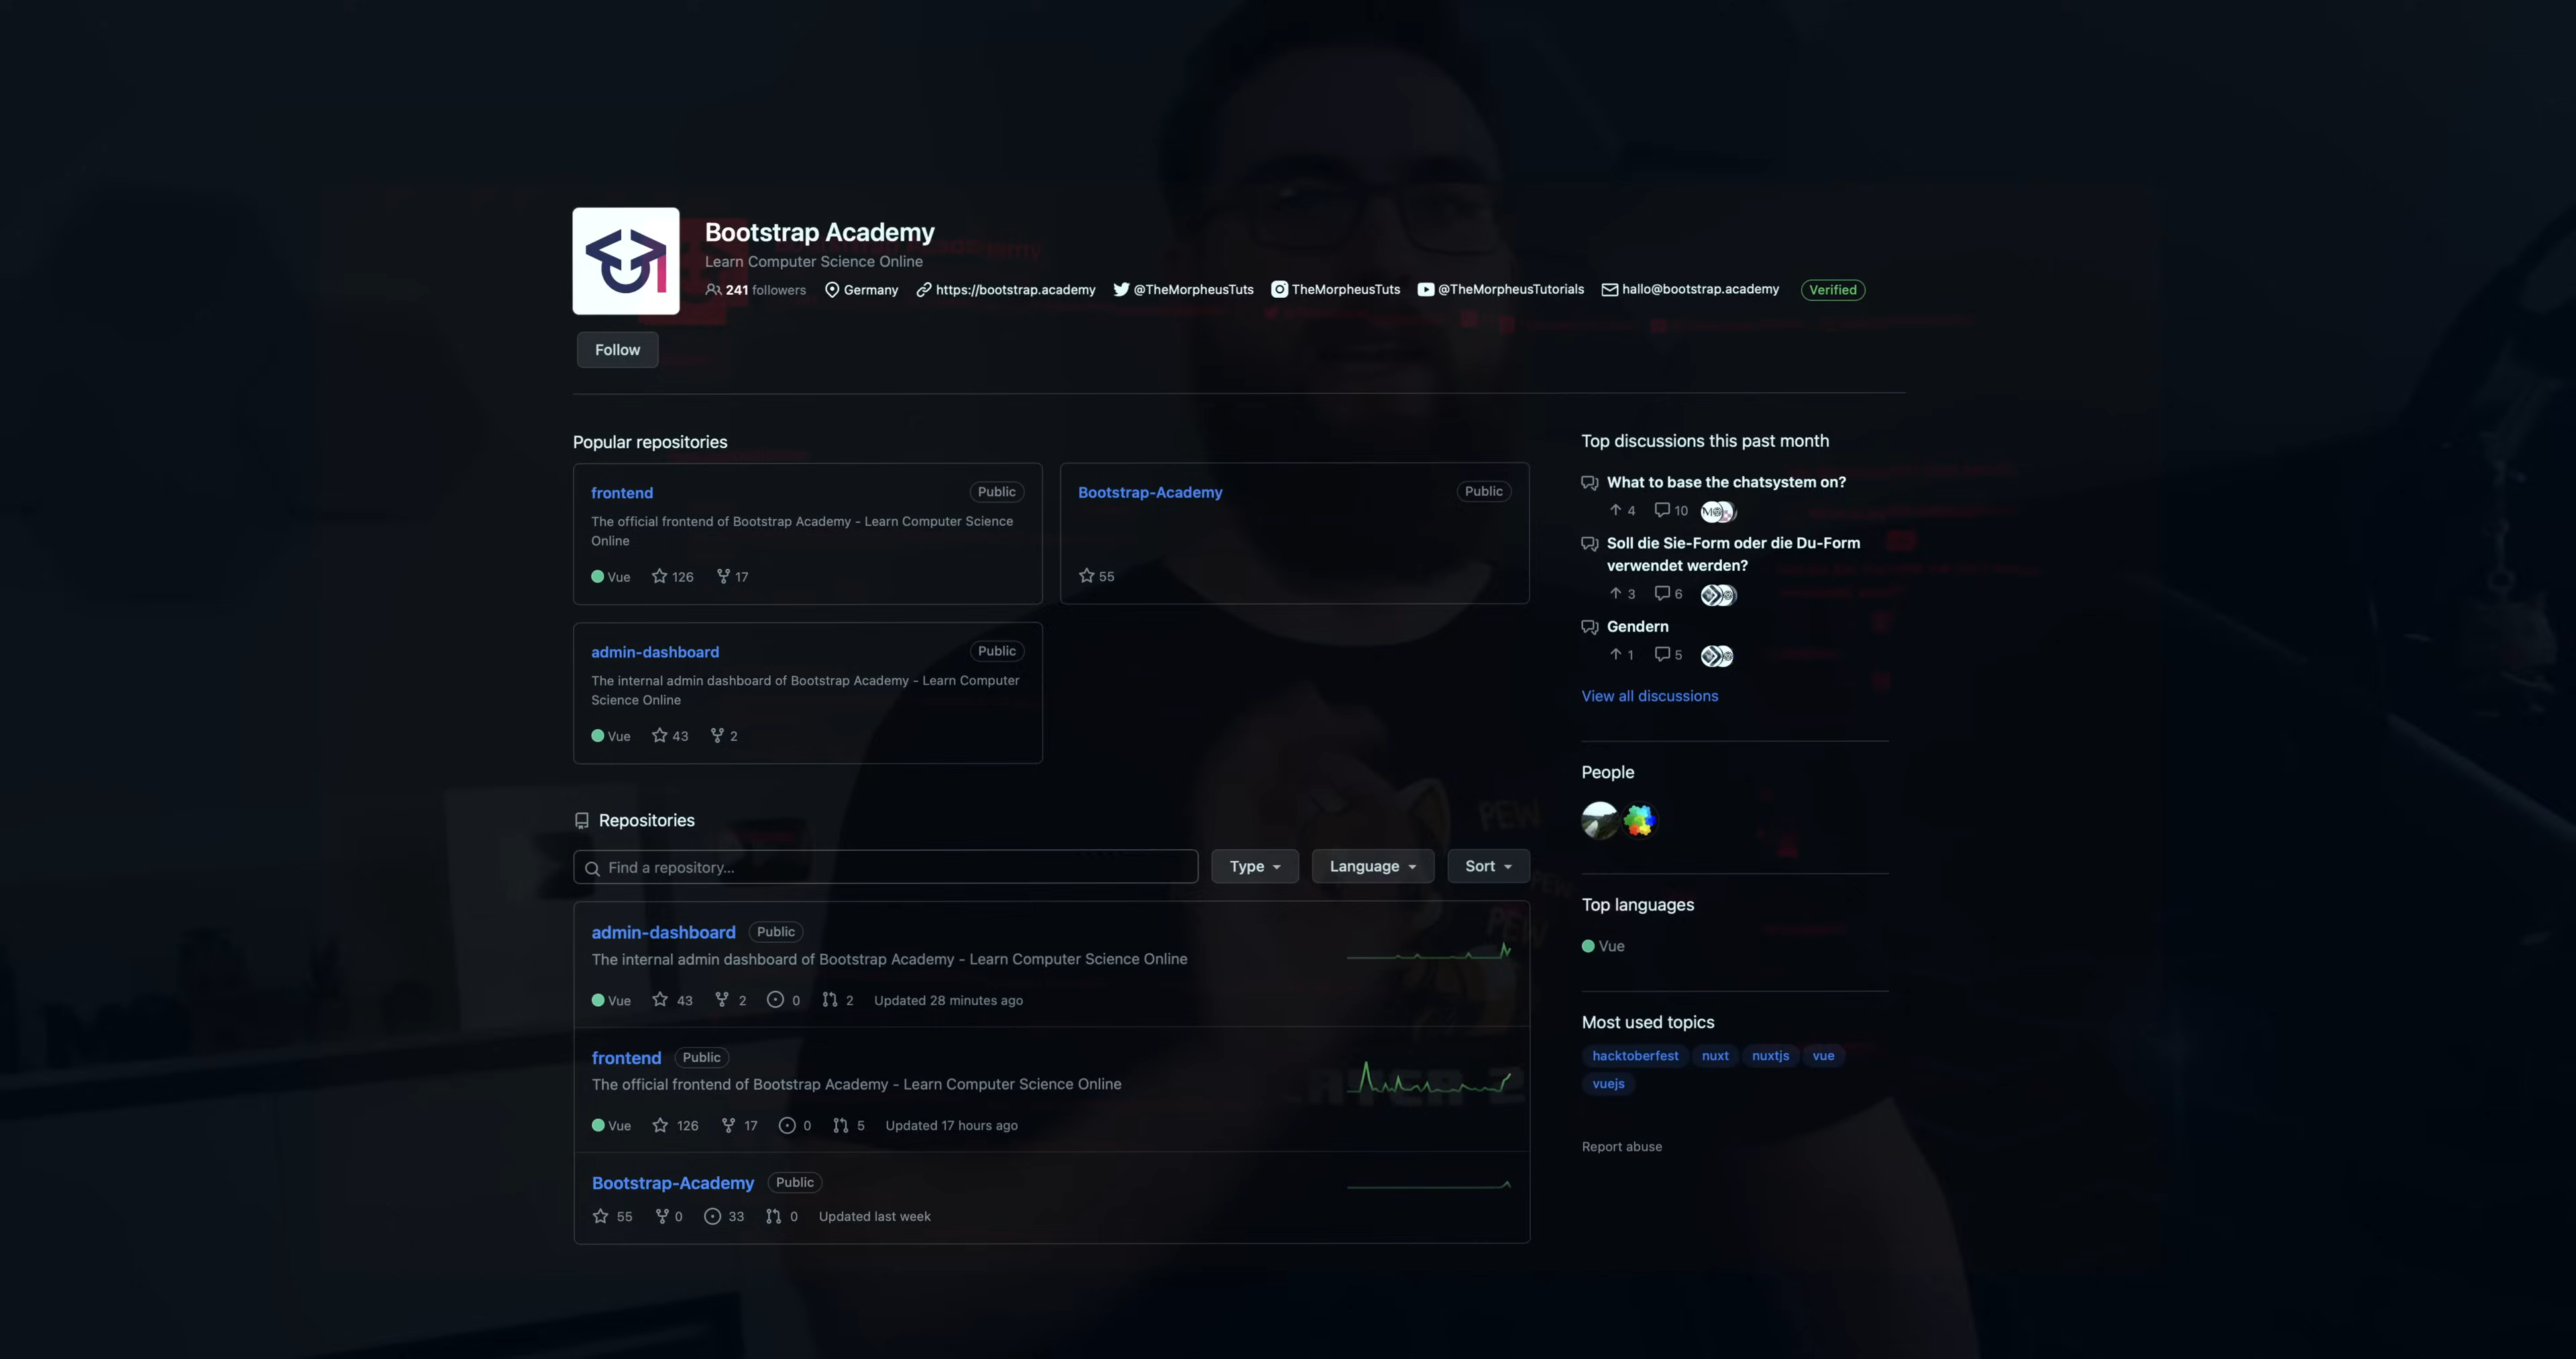 Bootstrap Academy
Learn Computer Science Online
241 followers
Germany
https://bootstrap.academy
@TheMorpheusTuts
TheMorpheusTuts
@TheMorpheusTutorials
hallo@bootstrap.academy
Verified
Follow
Popular repositories
frontend
Public
The official frontend of Bootstrap Academy - Learn Computer Science
Online
Vue 126 17
Bootstrap-Academy
Public
55
admin-dashboard
Public
The internal admin dashboard of Bootstrap Academy - Learn Computer
Science Online
Vue 43 2
Repositories
Find a repository...
Type
Language
Sort
admin-dashboard Public
The internal admin dashboard of Bootstrap Academy - Learn Computer Science Online
Vue 43 2 0 2 Updated 28 minutes ago
frontend Public
The official frontend of Bootstrap Academy - Learn Computer Science Online
Vue 126 17 0 5 Updated 17 hours ago
Bootstrap-Academy Public
55 0 33 0 Updated last week
Top discussions this past month
What to base the chatsystem on?
4 10
Soll die Sie-Form oder die Du-Form
verwendet werden?
3 6
Gendern
1 5
View all discussions
People
Top languages
Vue
Most used topics
hacktoberfest nuxt nuxtjs vue
vuejs
Report abuse
PEW
PEW
PEW